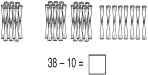 38 - 10 =